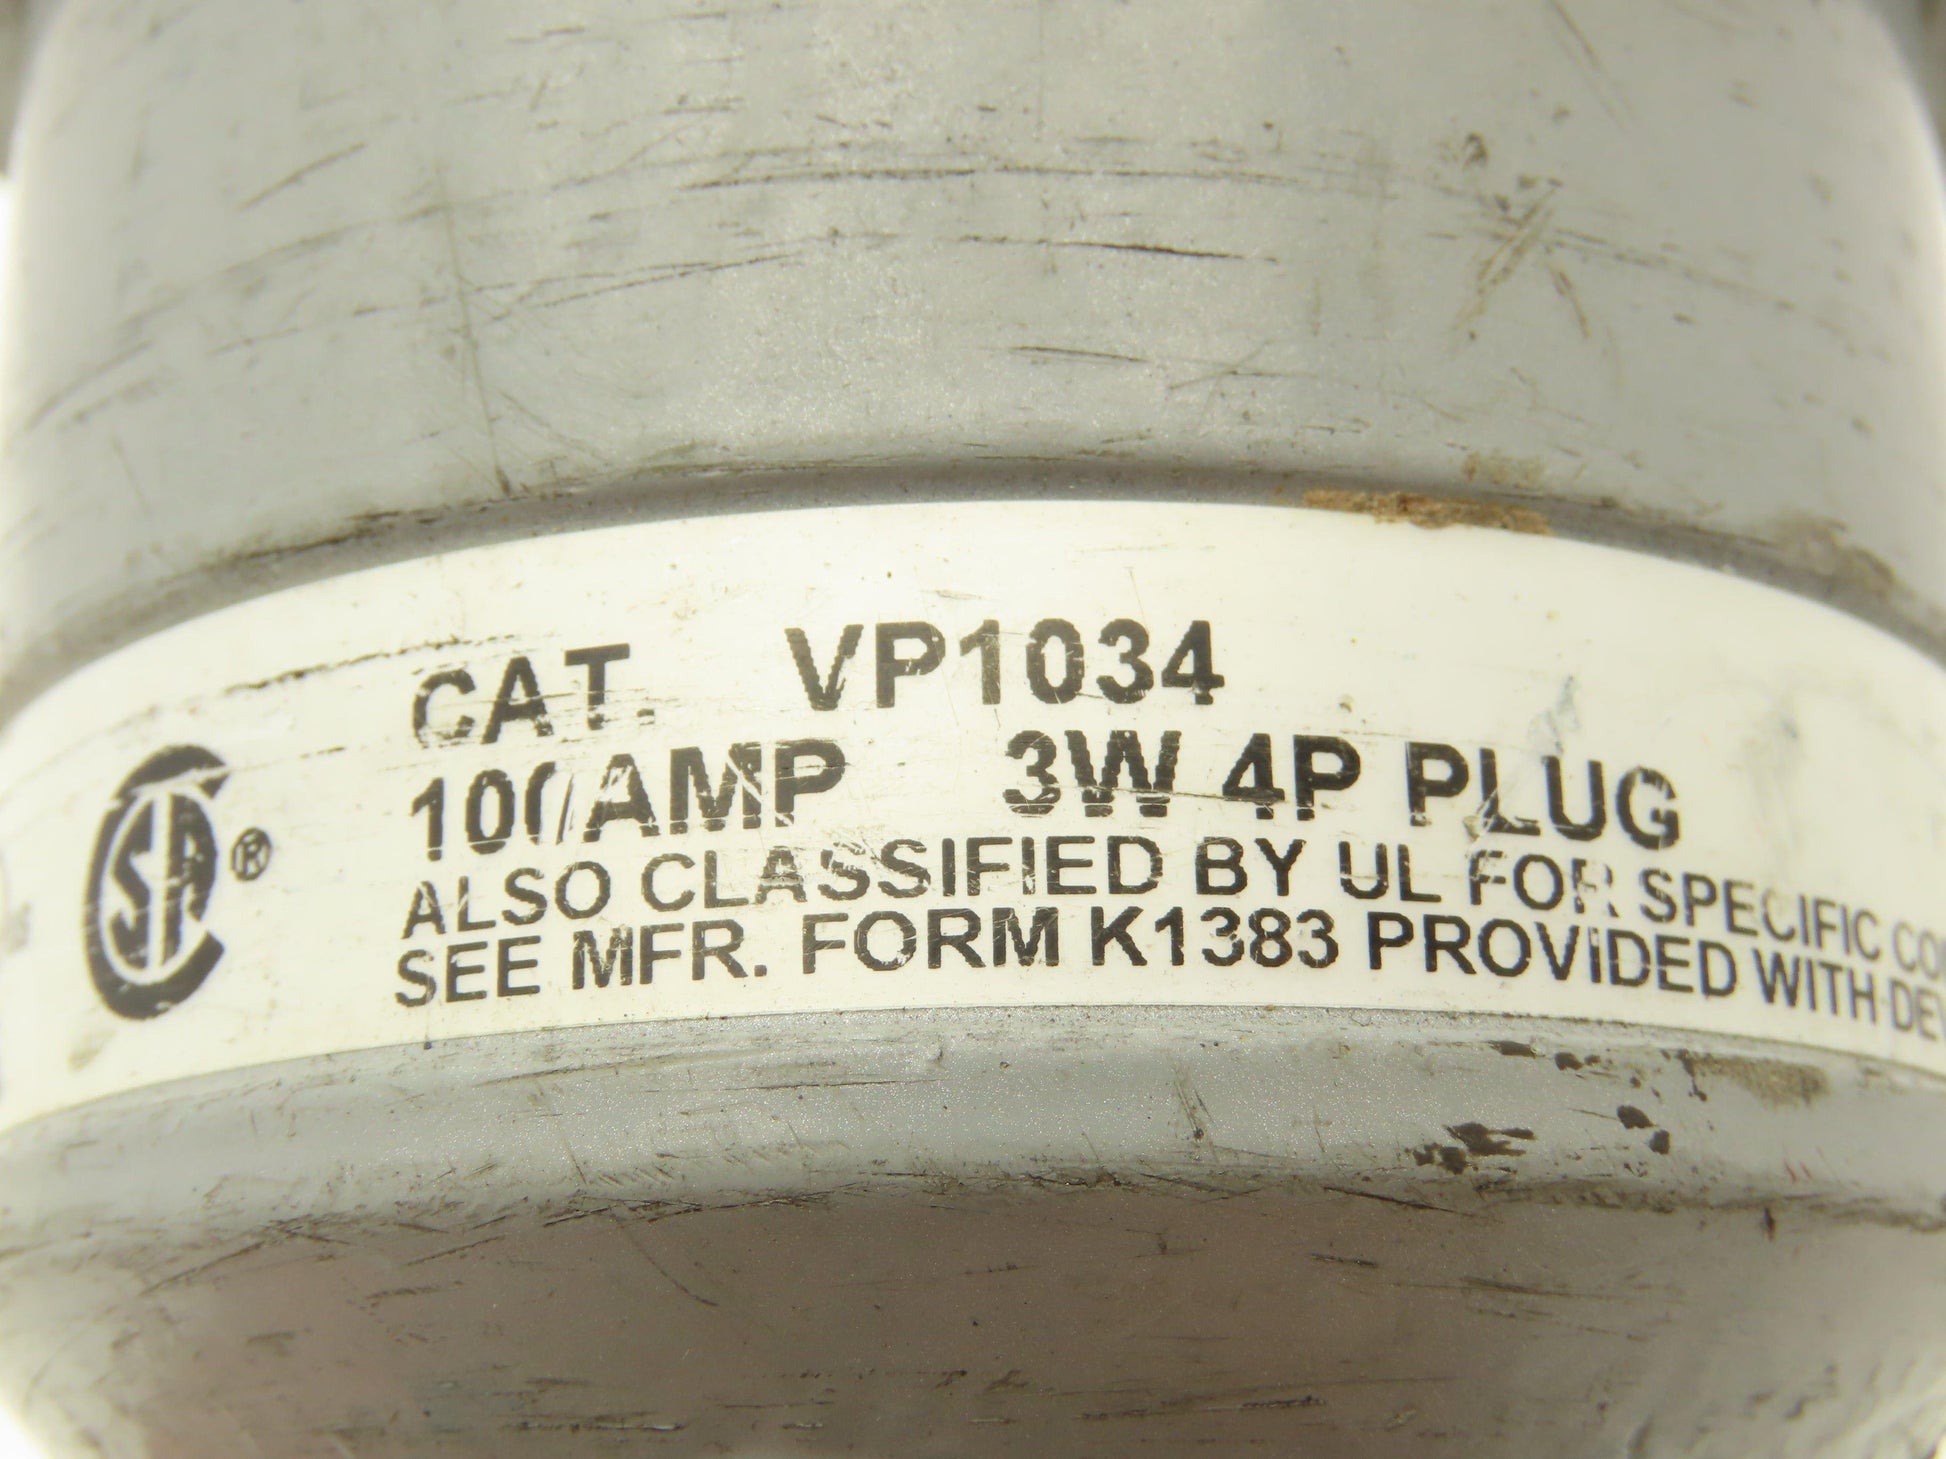 CAT. VP1034
100 AMP 3W 4P PLUG
ALSO CLASSIFIED BY UL FOR SPECIFIC
SEE MFR. FORM K1383 PROVIDED WITH
SA ®